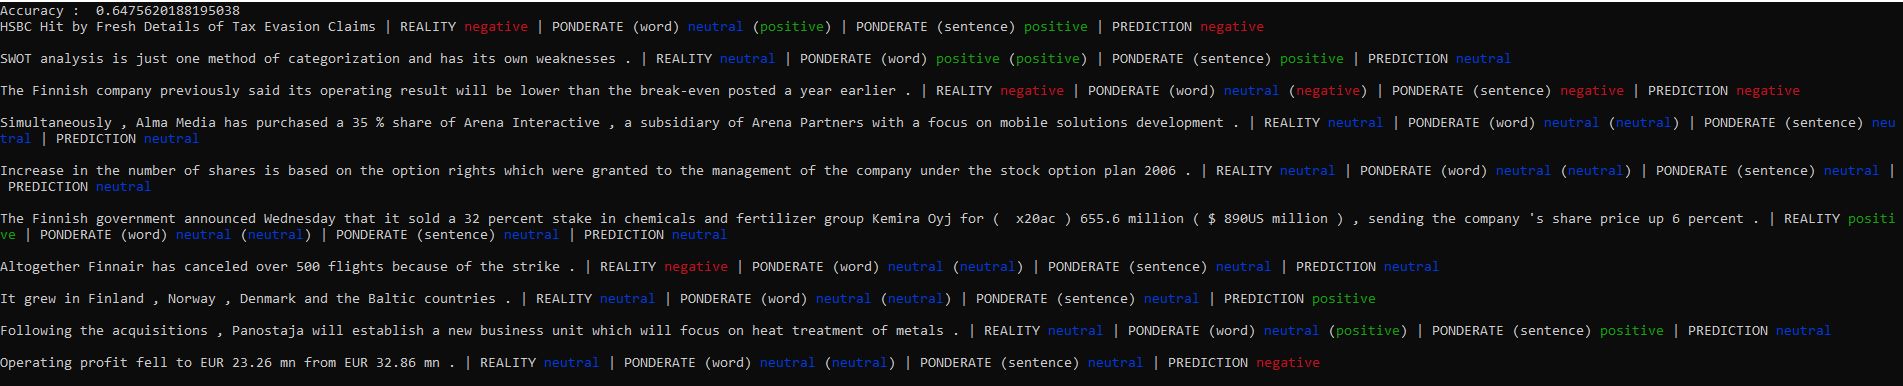 Accuracy :  0.6475620188195038
HSBC Hit by Fresh Details of Tax Evasion Claims | REALITY negative | PONDERATE (word) neutral (positive) | PONDERATE (sentence) positive | PREDICTION negative
SWOT analysis is just one method of categorization and has its own weaknesses . | REALITY neutral | PONDERATE (word) positive (positive) | PONDERATE (sentence) positive | PREDICTION neutral
The Finnish company previously said its operating result will be lower than the break-even posted a year earlier . | REALITY negative | PONDERATE (word) neutral (negative) | PONDERATE (sentence) negative | PREDICTION negative
Simultaneously , Alma Media has purchased a 35 % share of Arena Interactive , a subsidiary of Arena Partners with a focus on mobile solutions development . | REALITY neutral | PONDERATE (word) neutral (neutral) | PONDERATE (sentence) neu
tral | PREDICTION neutral
Increase in the number of shares is based on the option rights which were granted to the management of the company under the stock option plan 2006 . | REALITY neutral | PONDERATE (word) neutral (neutral) | PONDERATE (sentence) neutral |
 PREDICTION neutral
The Finnish government announced Wednesday that it sold a 32 percent stake in chemicals and fertilizer group Kemira Oyj for (  x20ac ) 655.6 million ( $ 890US million ) , sending the company 's share price up 6 percent . | REALITY positi
ve | PONDERATE (word) neutral (neutral) | PONDERATE (sentence) neutral | PREDICTION neutral
Altogether Finnair has canceled over 500 flights because of the strike . | REALITY negative | PONDERATE (word) neutral (neutral) | PONDERATE (sentence) neutral | PREDICTION neutral
It grew in Finland , Norway , Denmark and the Baltic countries . | REALITY neutral | PONDERATE (word) neutral (neutral) | PONDERATE (sentence) neutral | PREDICTION positive
Following the acquisitions , Panostaja will establish a new business unit which will focus on heat treatment of metals . | REALITY neutral | PONDERATE (word) neutral (positive) | PONDERATE (sentence) positive | PREDICTION neutral
Operating profit fell to EUR 23.26 mn from EUR 32.86 mn . | REALITY neutral | PONDERATE (word) neutral (neutral) | PONDERATE (sentence) neutral | PREDICTION negative